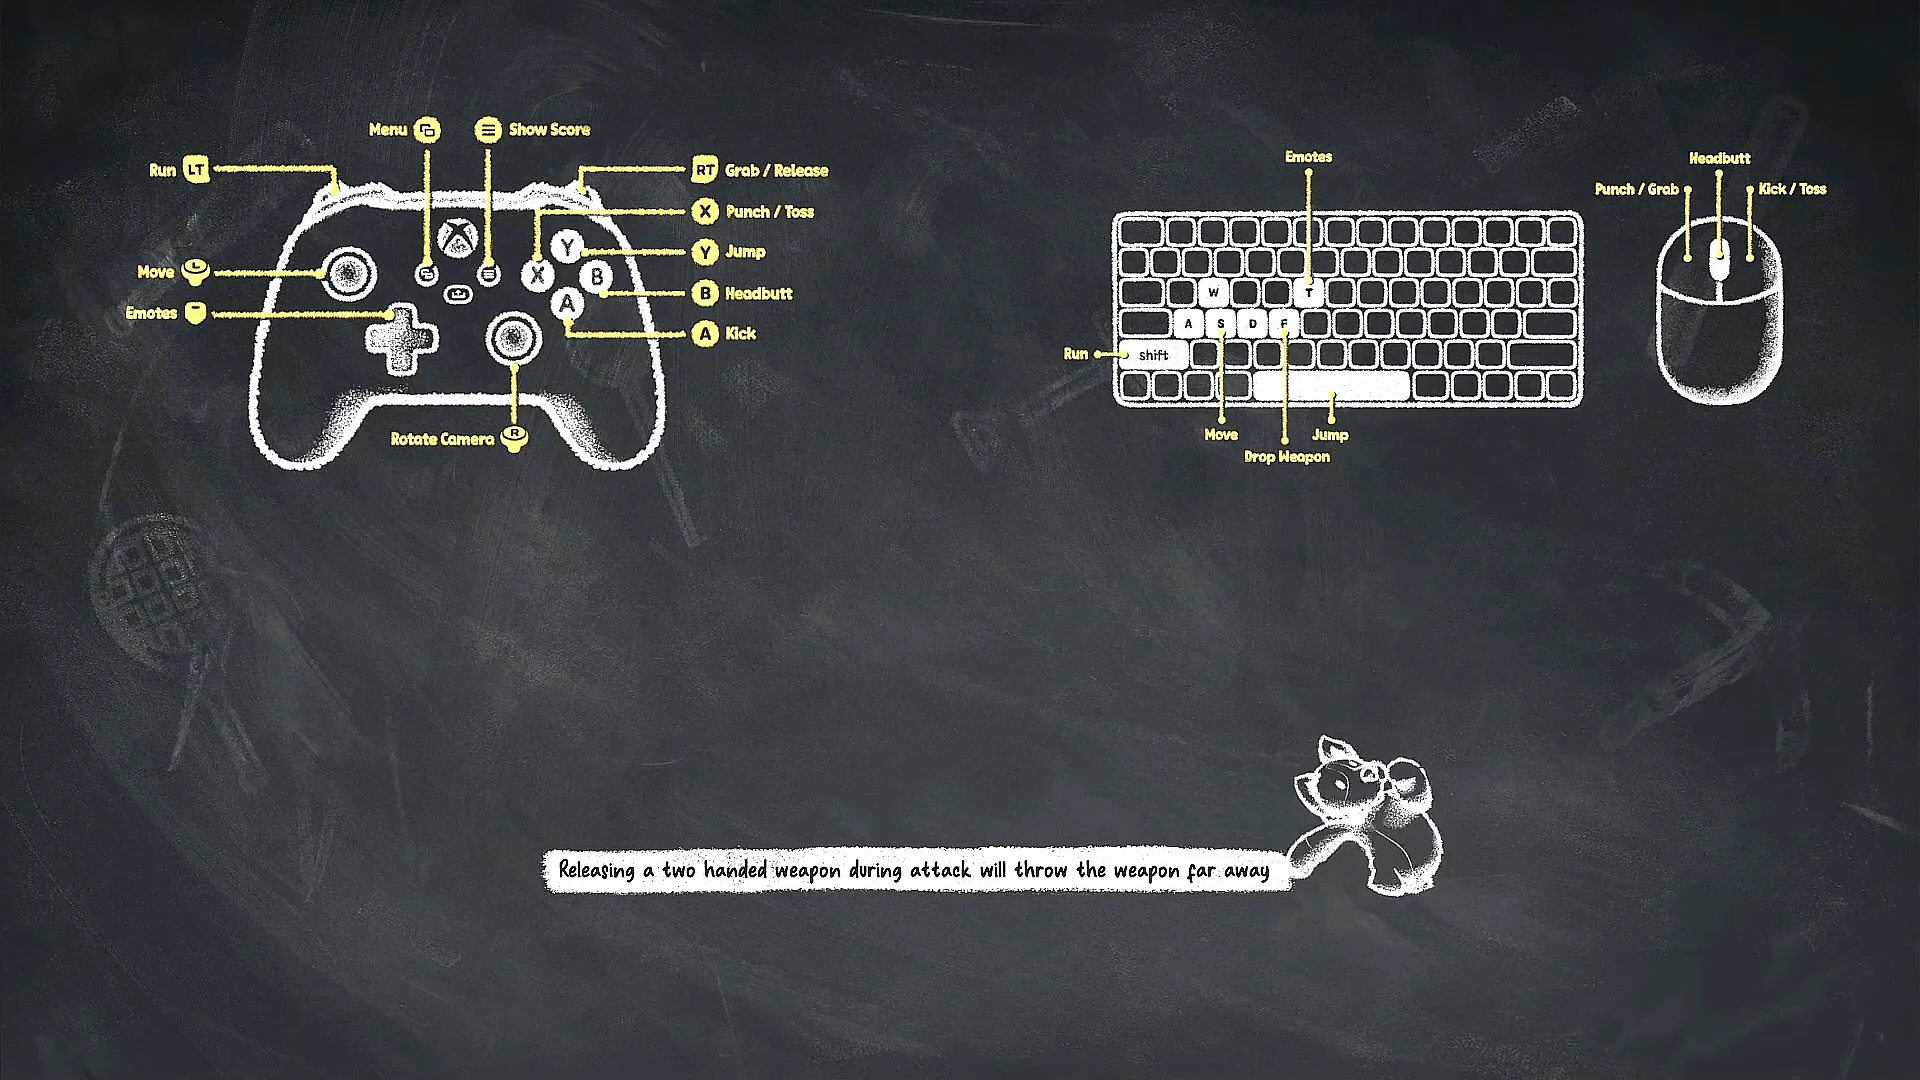 Menu
Show Score
Run LT
RT Grab / Release
X Punch / Toss
Y Jump
B Headbutt
A Kick
Move L
Emotes
Y
X
B
A
Rotate Camera R
Emotes
W
T
A
S
D
F
Run
shift
Move
Jump
Drop Weapon
Headbutt
Punch / Grab
Kick / Toss
Releasing a two handed weapon during attack will throw the weapon far away